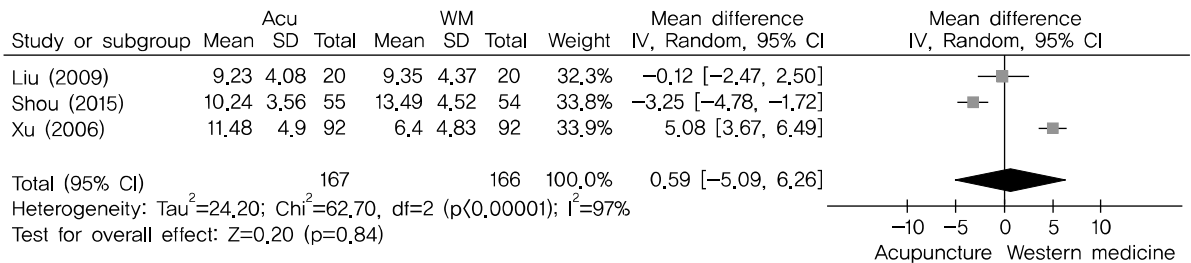 Acu WM Mean difference Mean difference
Study or subgroup Mean SD Total Mean SD Total Weight IV, Random, 95% CI IV, Random, 95% CI
Liu (2009) 9.23 4.08 20 9.35 4.37 20 32.3% −0.12 [−2.47, 2.50]
Shou (2015) 10.24 3.56 55 13.49 4.52 54 33.8% −3.25 [−4.78, −1.72]
Xu (2006) 11.48 4.9 92 6.4 4.83 92 33.9% 5.08 [3.67, 6.49]
Total (95% CI) 167 166 100.0% 0.59 [−5.09, 6.26]
Heterogeneity: Tau²=24.20; Chi²=62.70, df=2 (p<0.00001); I²=97%
Test for overall effect: Z=0.20 (p=0.84)
−10 −5 0 5 10
Acupuncture Western medicine